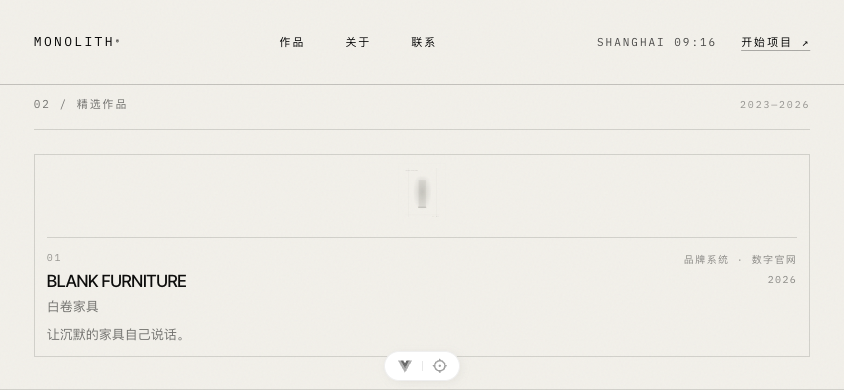 MONOLITH
作品
关于
联系
SHANGHAI 09:16
开始项目 ↗
02 / 精选作品
2023—2026
01
品牌系统 · 数字官网
BLANK FURNITURE
2026
白卷家具
让沉默的家具自己说话。